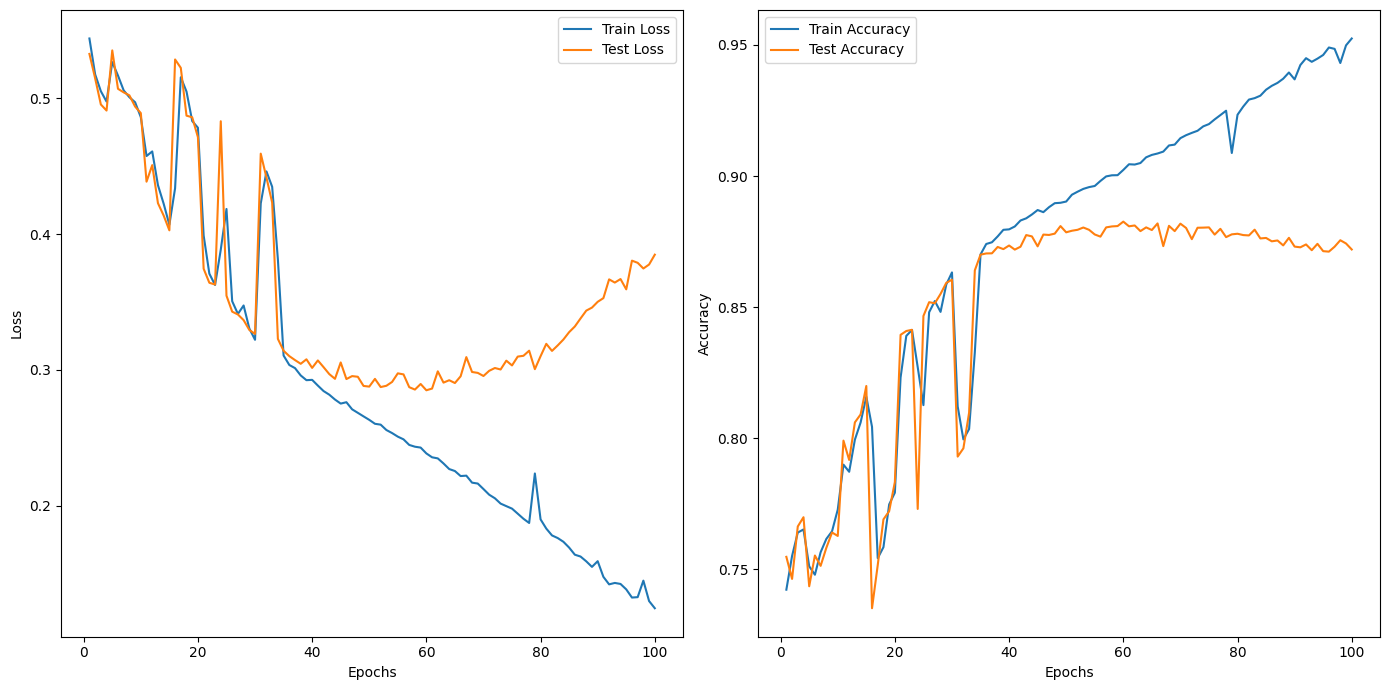 Train Loss
Test Loss
0.5
0.4
0.3
0.2
Loss
0 20 40 60 80 100
Epochs
Train Accuracy
Test Accuracy
0.95
0.90
0.85
0.80
0.75
Accuracy
0 20 40 60 80 100
Epochs